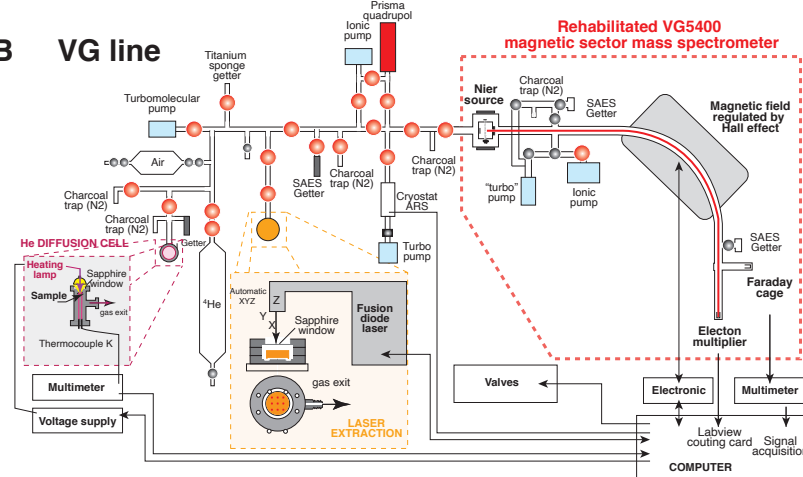 B VG line
Prisma
quadrupol
Ionic
pump
Titanium
sponge
getter
Turbomolecular
pump
Rehabilitated VG5400
magnetic sector mass spectrometer
Nier
source
Charcoal
trap (N2)
SAES
Getter
Magnetic field
regulated by
Hall effect
Air
SAES
Getter
Charcoal
trap (N2)
Charcoal
trap (N2)
"turbo"
pump
Ionic
pump
Charcoal
trap (N2)
Charcoal
trap (N2)
Getter
Cryostat
ARS
Turbo
pump
He DIFFUSION CELL
Heating
lamp
Sapphire
window
Sample
gas exit
Thermocouple K
4He
Automatic
XYZ
Z
Y
X
Sapphire
window
Fusion
diode
laser
gas exit
LASER
EXTRACTION
SAES
Getter
Faraday
cage
Electon
multiplier
Multimeter
Voltage supply
Valves
Electronic
Multimeter
Labview
couting card
Signal
acquisition
COMPUTER